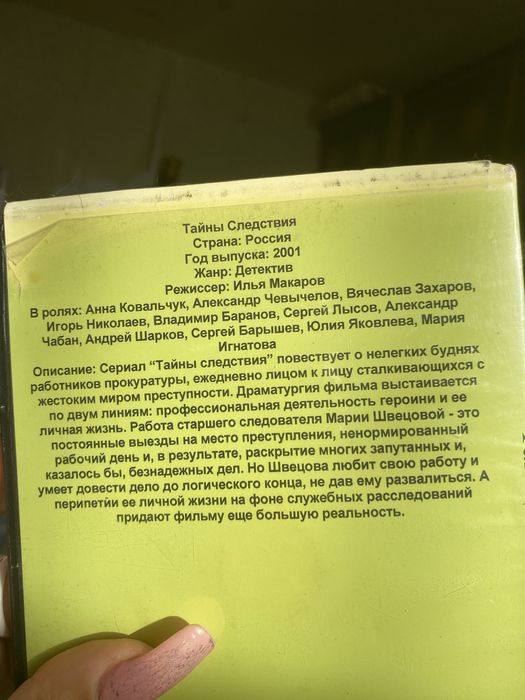 Тайны Следствия
Страна: Россия
Год выпуска: 2001
Жанр: Детектив
Режиссер: Илья Макаров
В ролях: Анна Ковальчук, Александр Чевычелов, Вячеслав Захаров,
Игорь Николаев, Владимир Баранов, Сергей Лысов, Александр
Чабан, Андрей Шарков, Сергей Барышев, Юлия Яковлева, Мария
Игнатова
Описание: Сериал “Тайны следствия” повествует о нелегких буднях
работников прокуратуры, ежедневно лицом к лицу сталкивающихся с
жестоким миром преступности. Драматургия фильма выстаивается
по двум линиям: профессиональная деятельность героини и ее
личная жизнь. Работа старшего следователя Марии Швецовой - это
постоянные выезды на место преступления, ненормированный
рабочий день и, в результате, раскрытие многих запутанных и,
казалось бы, безнадежных дел. Но Швецова любит свою работу и
умеет довести дело до логического конца, не дав ему развалиться. А
перипетии ее личной жизни на фоне служебных расследований
придают фильму еще большую реальность.